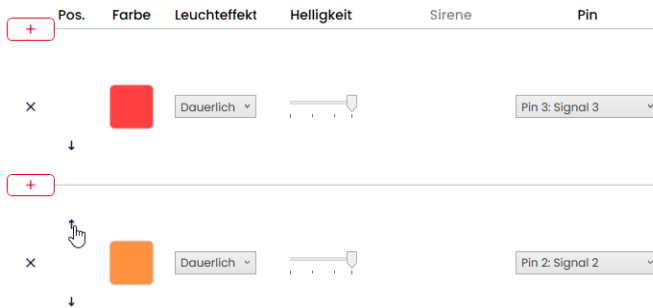 Pos. Farbe Leuchteffekt Helligkeit Sirene Pin
+
× Dauerlich Pin 3: Signal 3
↓
+
↑
× Dauerlich Pin 2: Signal 2
↓